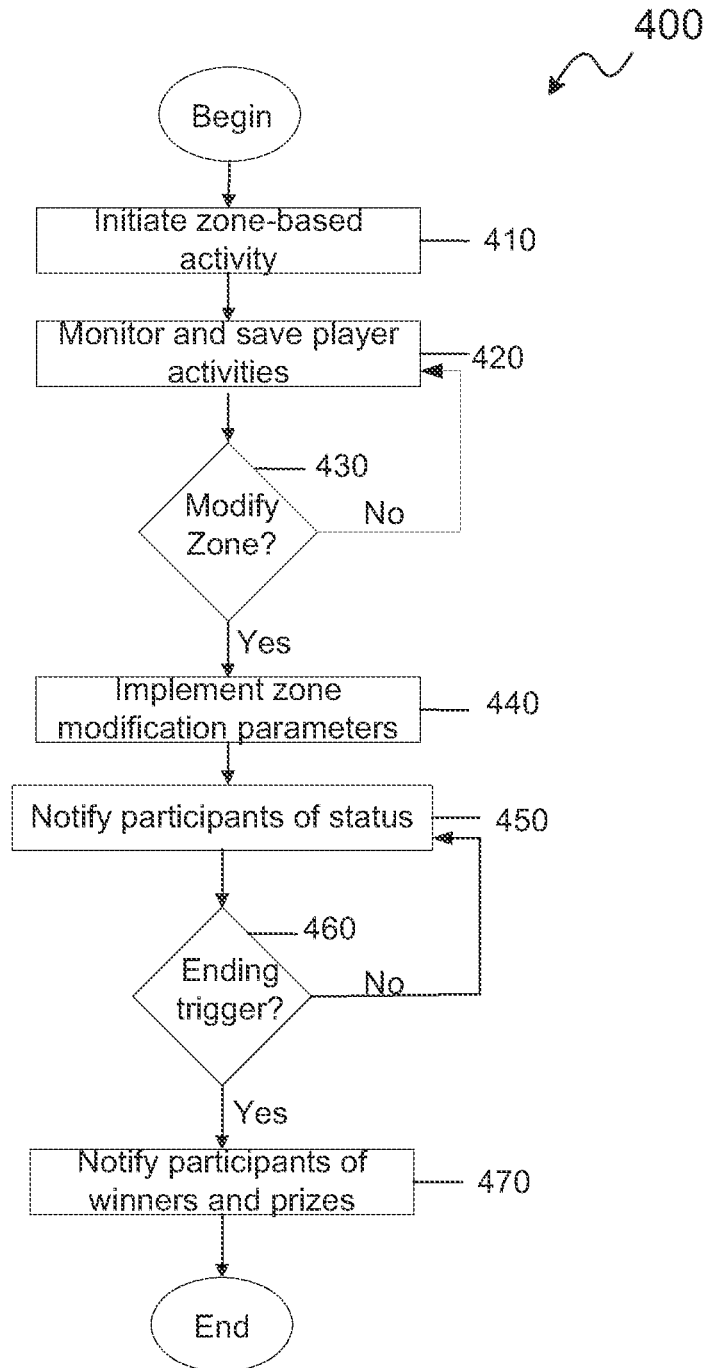 400
Begin
Initiate zone-based
activity
410
Monitor and save player
activities
420
430
Modify
Zone?
No
Yes
Implement zone
modification parameters
440
Notify participants of status
450
460
Ending
trigger?
No
Yes
Notify participants of
winners and prizes
470
End